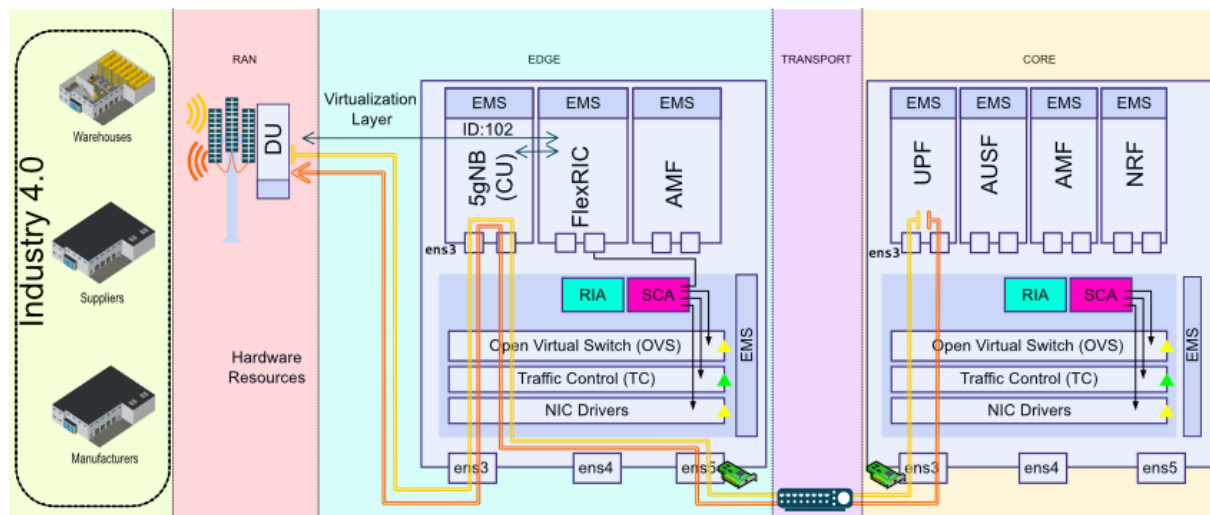 Industry 4.0
Warehouses
Suppliers
Manufacturers
RAN
DU
Hardware
Resources
EDGE
Virtualization
Layer
EMS
EMS
EMS
ID:102
5gNB
(CU)
FlexRIC
AMF
ens3
RIA
SCA
EMS
Open Virtual Switch (OVS)
Traffic Control (TC)
NIC Drivers
ens3
ens4
ens5
TRANSPORT
CORE
EMS
EMS
EMS
EMS
UPF
AUSF
AMF
NRF
ens3
RIA
SCA
EMS
Open Virtual Switch (OVS)
Traffic Control (TC)
NIC Drivers
ens3
ens4
ens5